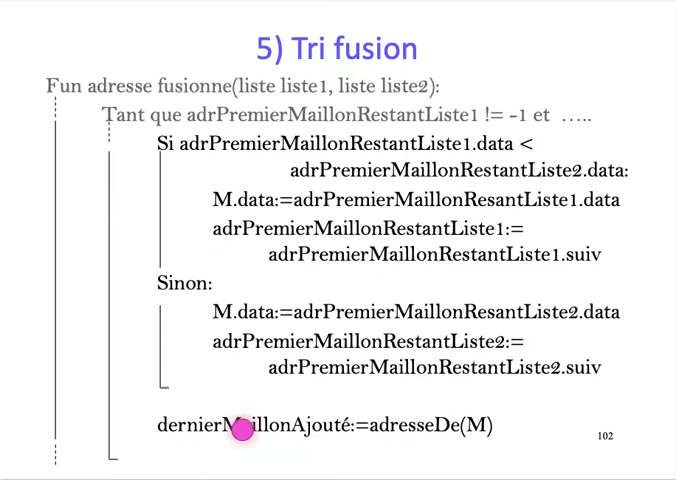 5) Tri fusion
Fun adresse fusionne(liste liste1, liste liste2):
Tant que adrPremierMaillonRestantListe1 != -1 et …..
Si adrPremierMaillonRestantListe1.data <
adrPremierMaillonRestantListe2.data:
M.data:=adrPremierMaillonResantListe1.data
adrPremierMaillonRestantListe1:=
adrPremierMaillonRestantListe1.suiv
Sinon:
M.data:=adrPremierMaillonResantListe2.data
adrPremierMaillonRestantListe2:=
adrPremierMaillonRestantListe2.suiv
dernierMaillonAjouté:=adresseDe(M)
102